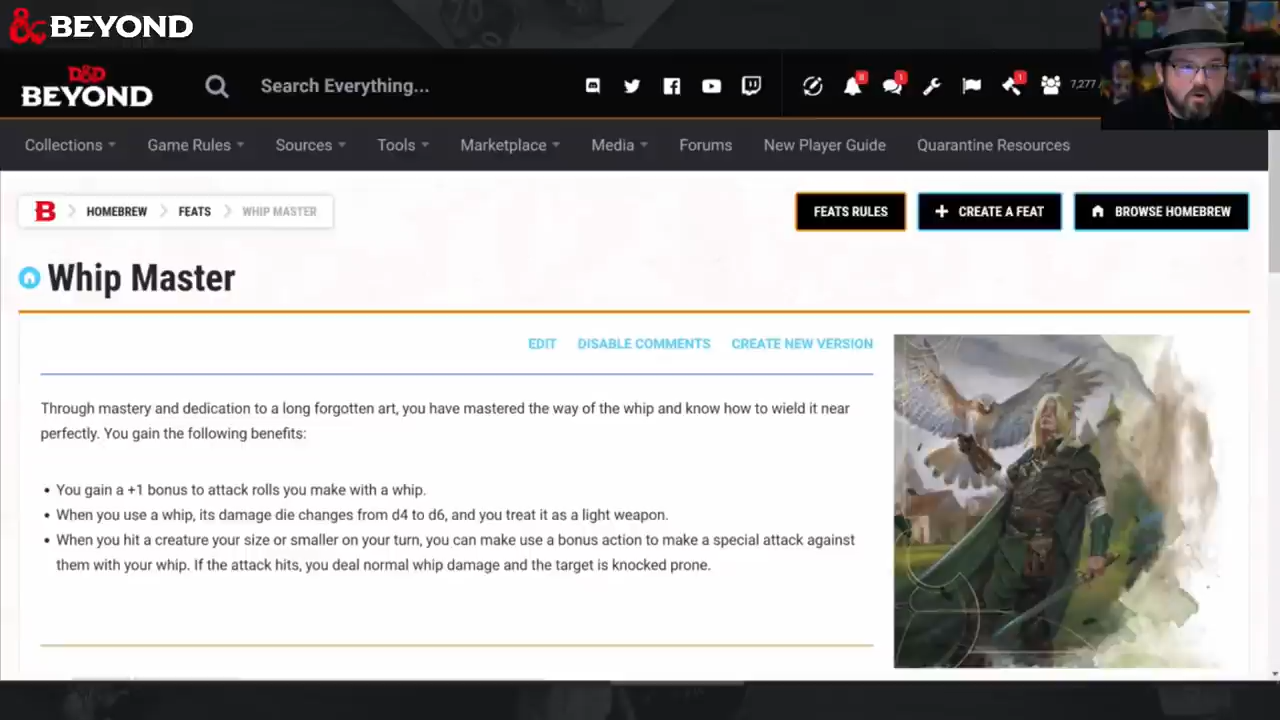 & BEYOND
D&D
BEYOND
Search Everything...
8
1
1
7,277
Collections
Game Rules
Sources
Tools
Marketplace
Media
Forums
New Player Guide
Quarantine Resources
B
HOMEBREW
FEATS
WHIP MASTER
FEATS RULES
+ CREATE A FEAT
BROWSE HOMEBREW
Whip Master
EDIT
DISABLE COMMENTS
CREATE NEW VERSION
Through mastery and dedication to a long forgotten art, you have mastered the way of the whip and know how to wield it near
perfectly. You gain the following benefits:
• You gain a +1 bonus to attack rolls you make with a whip.
• When you use a whip, its damage die changes from d4 to d6, and you treat it as a light weapon.
• When you hit a creature your size or smaller on your turn, you can make use a bonus action to make a special attack against
them with your whip. If the attack hits, you deal normal whip damage and the target is knocked prone.